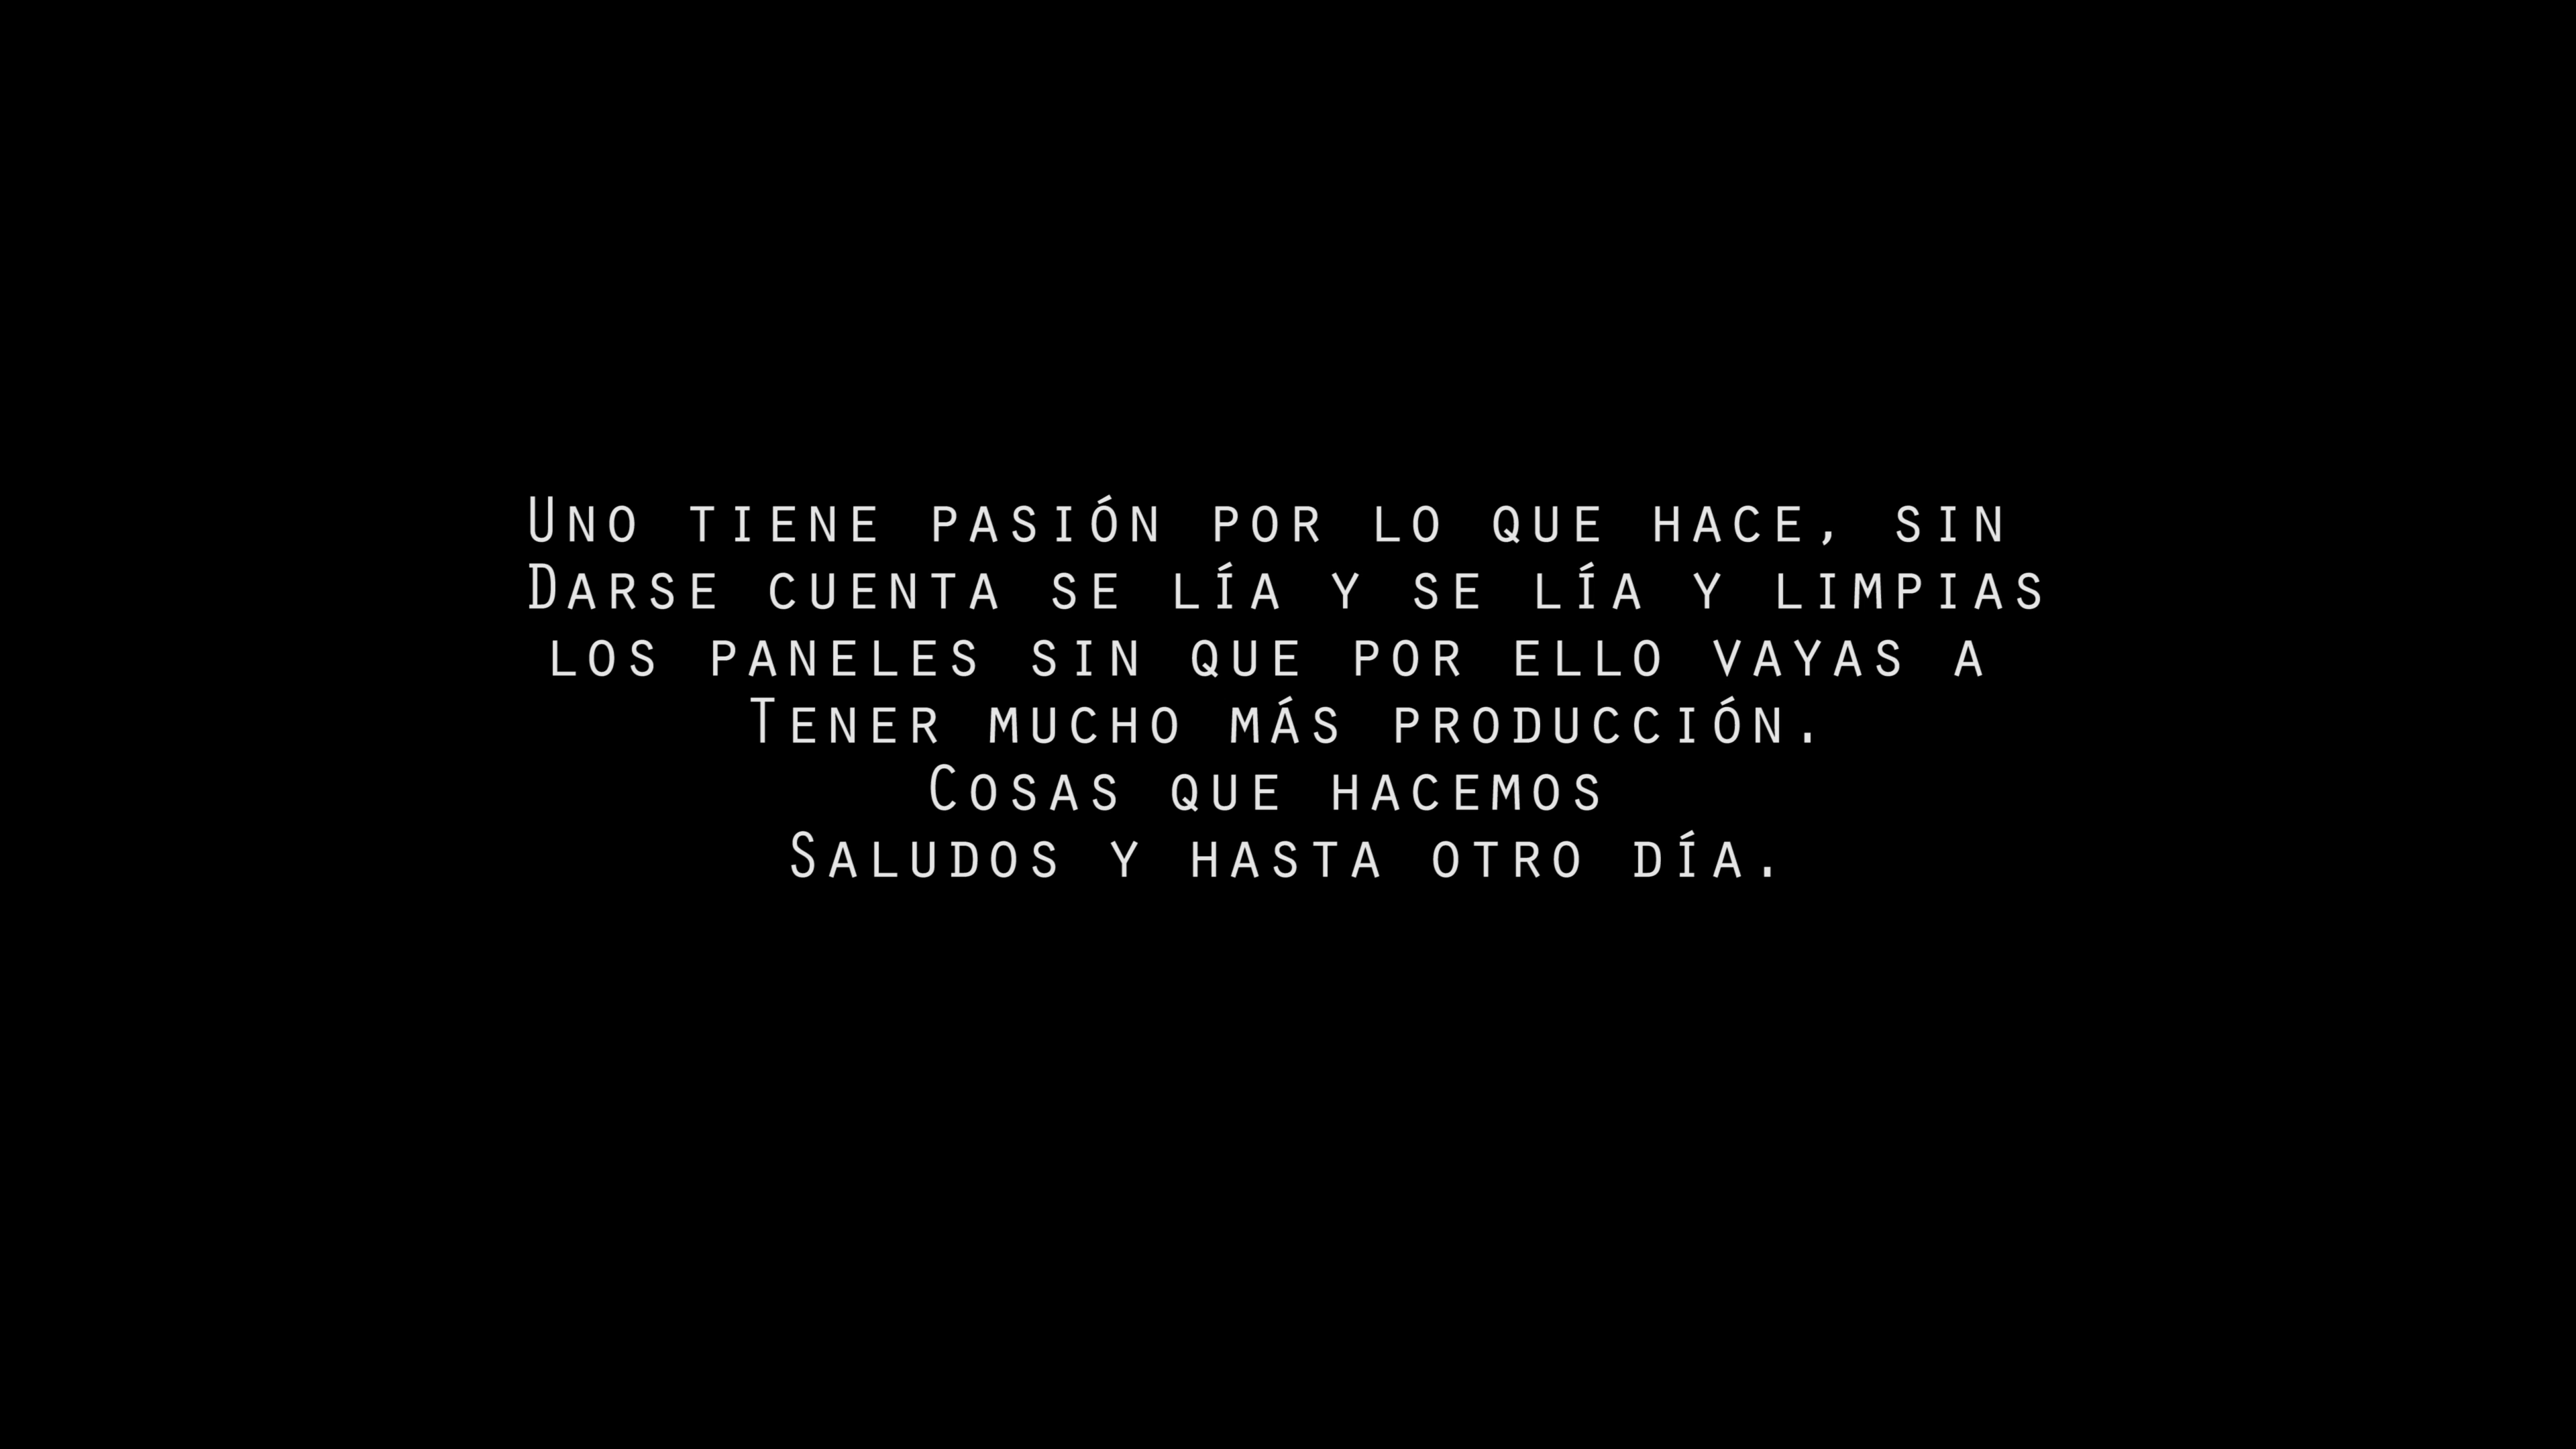 Uno tiene pasión por lo que hace, sin
Darse cuenta se lía y se lía y limpias
los paneles sin que por ello vayas a
Tener mucho más producción.
Cosas que hacemos
Saludos y hasta otro día.